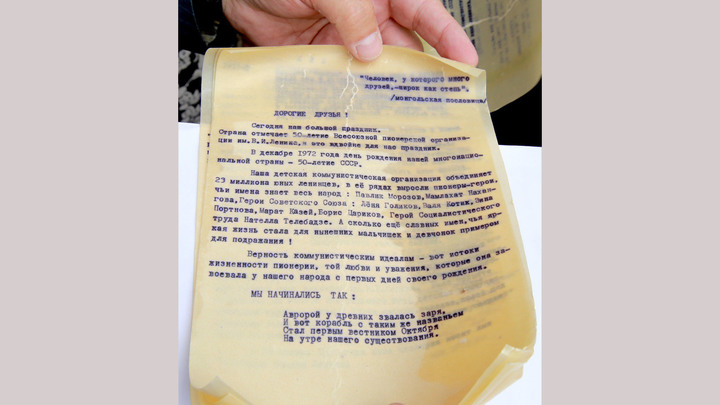 "Человек, у которого много
друзей,-широк как степь".
/монгольская пословица/
ДОРОГИЕ ДРУЗЬЯ!
Сегодня наш большой праздник.
Страна отмечает 50-летие Всесоюзной пионерской организа-
ции им.В.И.Ленина,и это вдвойне для нас праздник.
В декабре 1972 года день рождения нашей многонацио-
нальной страны - 50-летие СССР.
Наша детская коммунистическая организация объединяет
23 миллиона юных ленинцев, в её рядах выросли пионеры-герои,
чьи имена знает весь народ : Павлик Морозов, Мамлакат Нахан-
гова,Герои Советского Союза : Лёня Голиков,Валя Котик,Зина
Портнова,Марат Казей,Борис Цариков, Герой Социалистического
труда Нателла Телебадзе. А сколько ещё славных имен,чья яр-
кая жизнь стала для нынешних мальчишек и девчонок примером
для подражания !
Верность коммунистическим идеалам - вот истоки
жизненности пионерии, той любви и уважения, которые она за-
воевала у нашего народа с первых дней своего рождения.
МЫ НАЧИНАЛИСЬ ТАК :
Авророй у древних звалась заря.
И вот корабль с таким же названьем
Стал первым вестником Октября
На утре нашего существования.